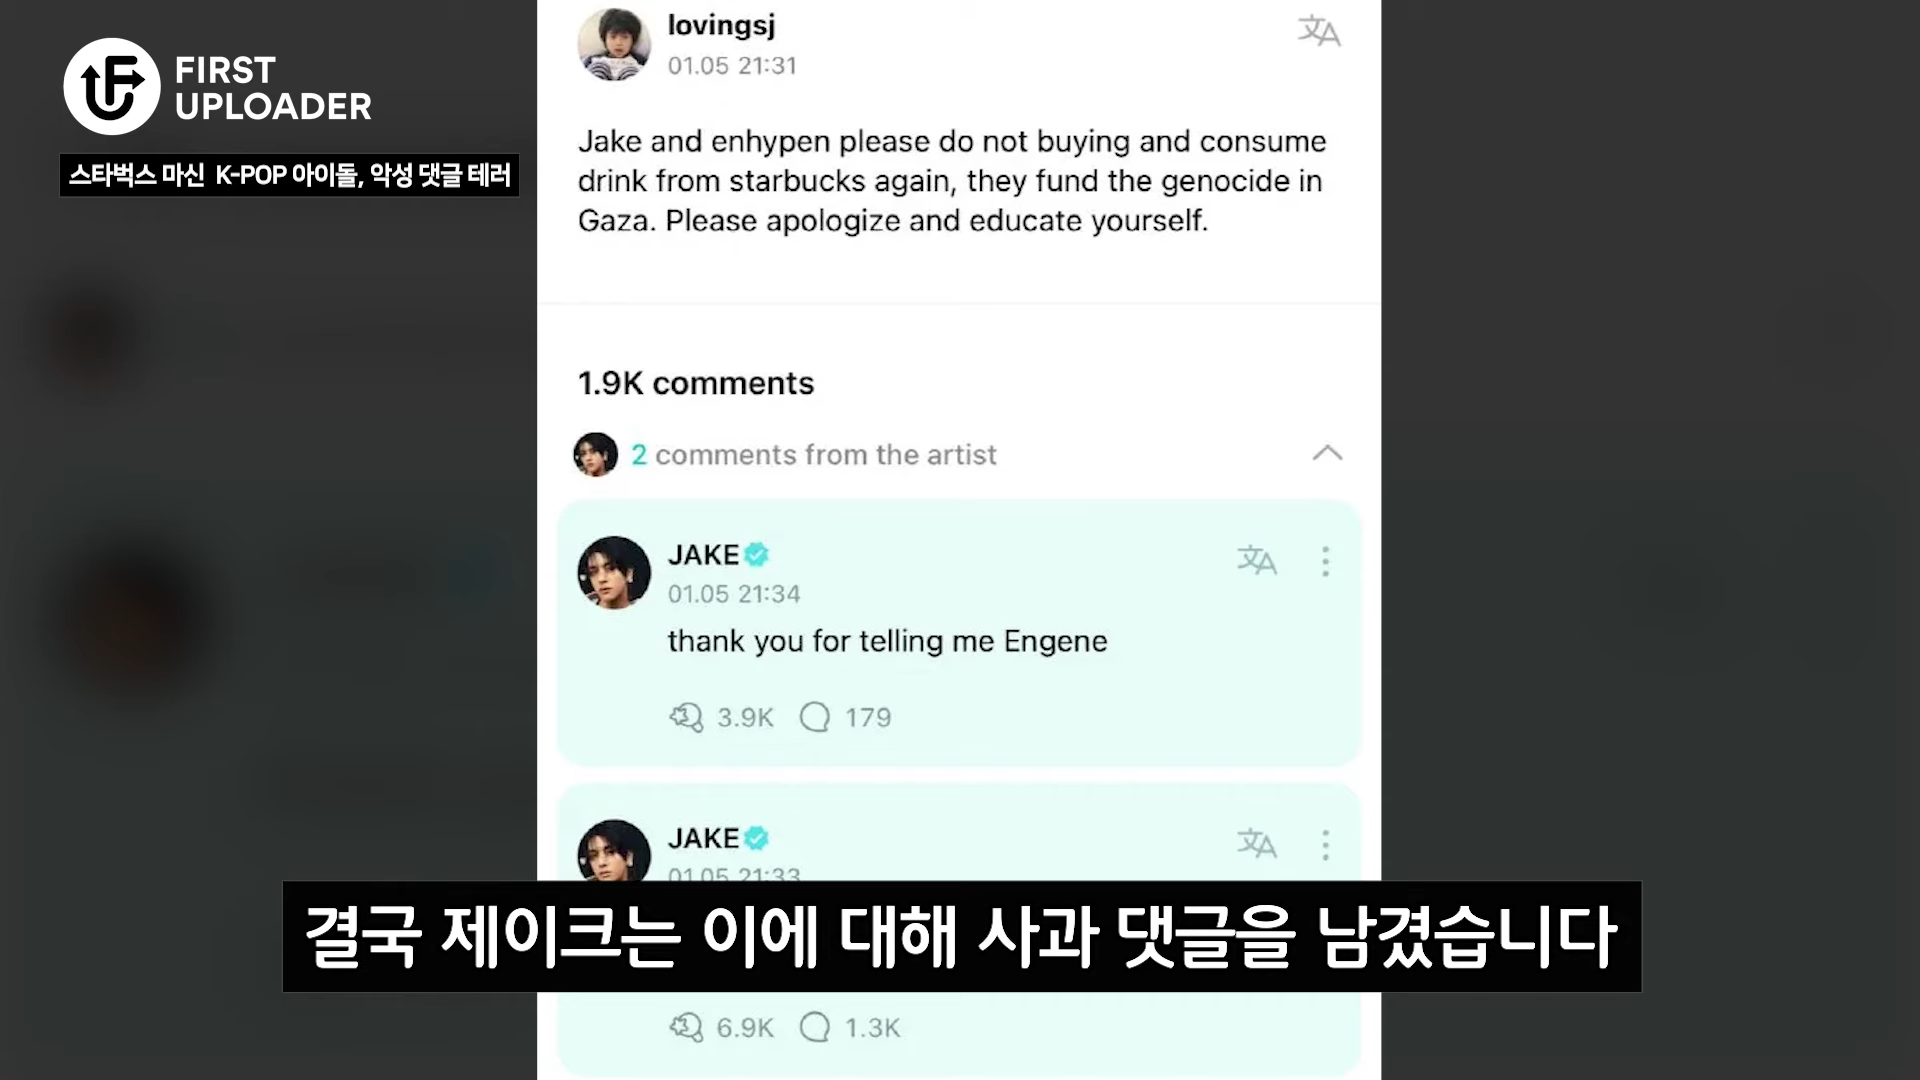 FIRST
UPLOADER
스타벅스 마신 K-POP 아이돌, 악성 댓글 테러
lovingsj
01.05 21:31
Jake and enhypen please do not buying and consume
drink from starbucks again, they fund the genocide in
Gaza. Please apologize and educate yourself.
1.9K comments
2 comments from the artist
JAKE
01.05 21:34
thank you for telling me Engene
3.9K 179
JAKE
01.05 21:33
결국 제이크는 이에 대해 사과 댓글을 남겼습니다
6.9K 1.3K